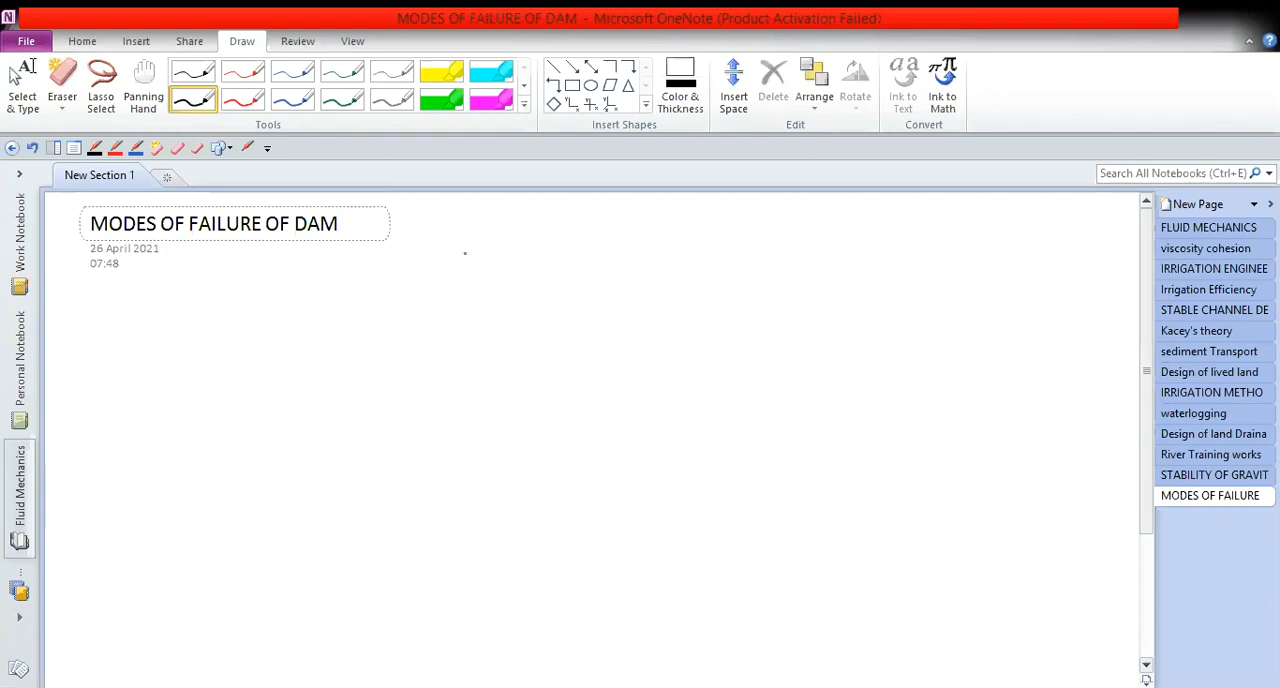 MODES OF FAILURE OF DAM - Microsoft OneNote (Product Activation Failed)
File Home Insert Share Draw Review View
Select & Type
Eraser
Lasso Select
Panning Hand
Color & Thickness
Insert Space
Delete
Arrange
Rotate
Ink to Text
Ink to Math
Tools
Insert Shapes
Edit
Convert
New Section 1
Search All Notebooks (Ctrl+E)
MODES OF FAILURE OF DAM
26 April 2021
07:48
Work Notebook
Personal Notebook
Fluid Mechanics
New Page
FLUID MECHANICS
viscosity cohesion
IRRIGATION ENGINEE
Irrigation Efficiency
STABLE CHANNEL DE
Kacey's theory
sediment Transport
Design of lived land
IRRIGATION METHO
waterlogging
Design of land Draina
River Training works
STABILITY OF GRAVIT
MODES OF FAILURE